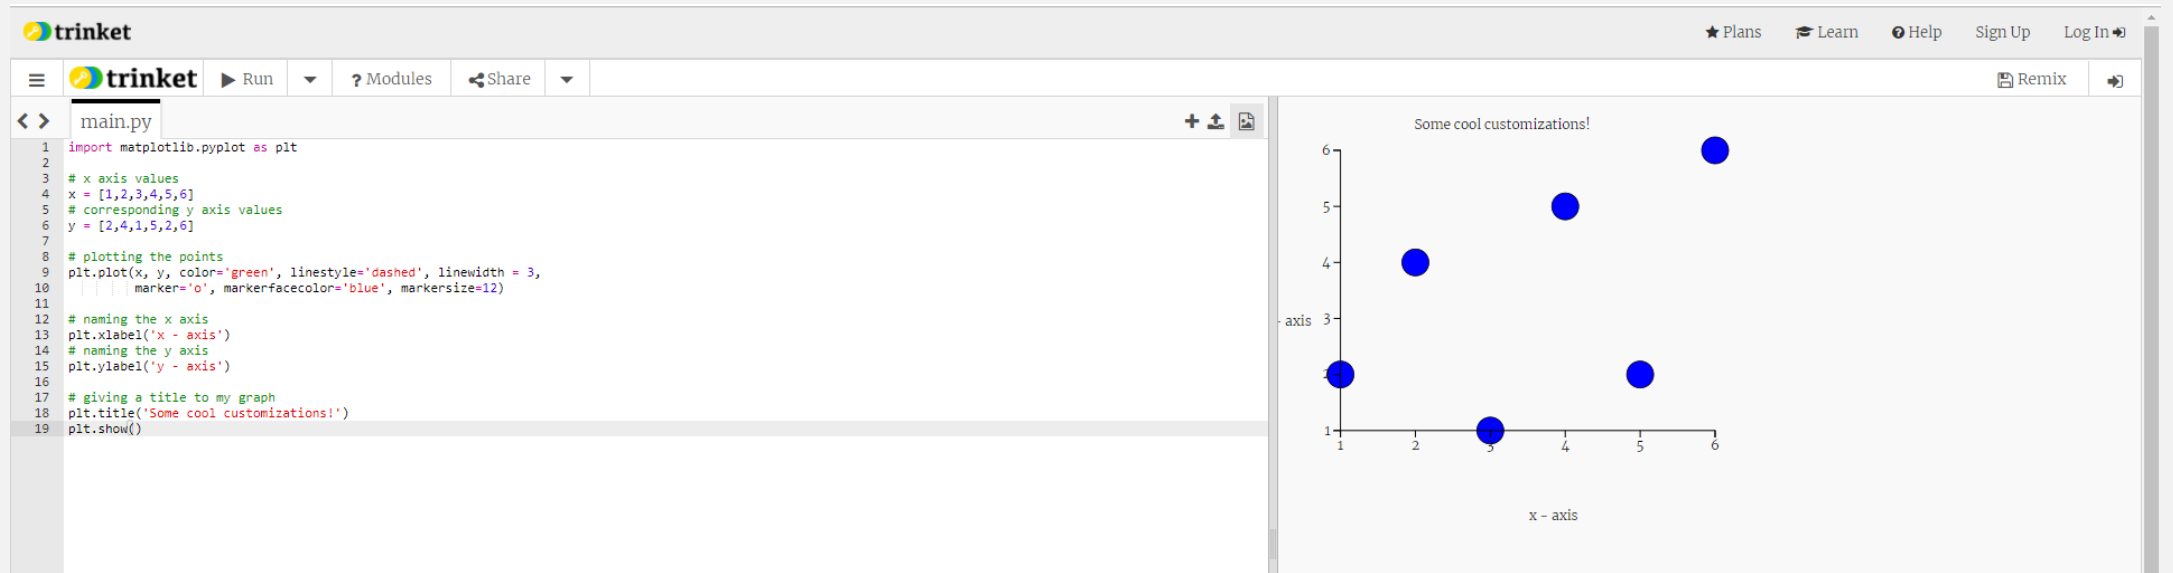 trinket Plans Learn Help Sign Up Log In
trinket Run ? Modules Share Remix
main.py
1 import matplotlib.pyplot as plt
2
3 # x axis values
4 x = [1,2,3,4,5,6]
5 # corresponding y axis values
6 y = [2,4,1,5,2,6]
7
8 # plotting the points
9 plt.plot(x, y, color='green', linestyle='dashed', linewidth = 3,
10 marker='o', markerfacecolor='blue', markersize=12)
11
12 # naming the x axis
13 plt.xlabel('x - axis')
14 # naming the y axis
15 plt.ylabel('y - axis')
16
17 # giving a title to my graph
18 plt.title('Some cool customizations!')
19 plt.show()
Some cool customizations!
6
5
4
- axis 3
2
1
1 2 3 4 5 6
x - axis